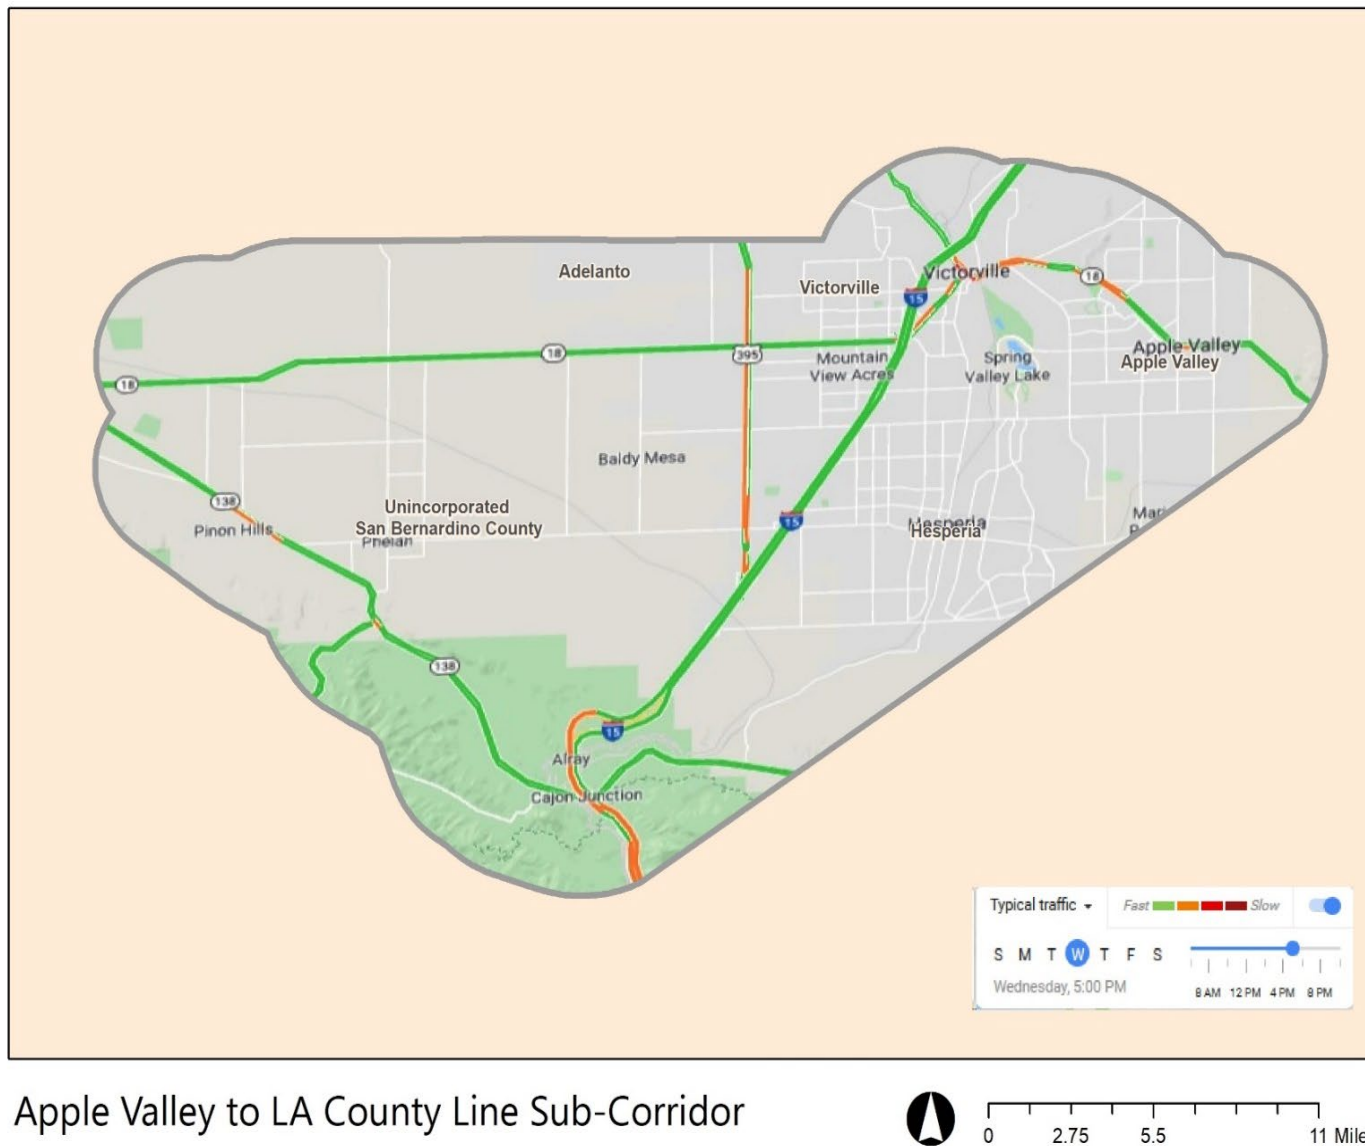 Adelanto
Victorville
Victorville
15
18
18
395
18
Mountain
View Acres
Spring
Valley Lake
Apple Valley
Apple Valley
Baldy Mesa
138
Pinon Hills
Unincorporated
San Bernardino County
Phelan
15
Hesperia
Hesperia
138
15
Alray
Cajon Junction
Typical traffic
Fast
Slow
S M T W T F S
Wednesday, 5:00 PM
8 AM 12 PM 4 PM 8 PM
Apple Valley to LA County Line Sub-Corridor
0 2.75 5.5 11 Mile